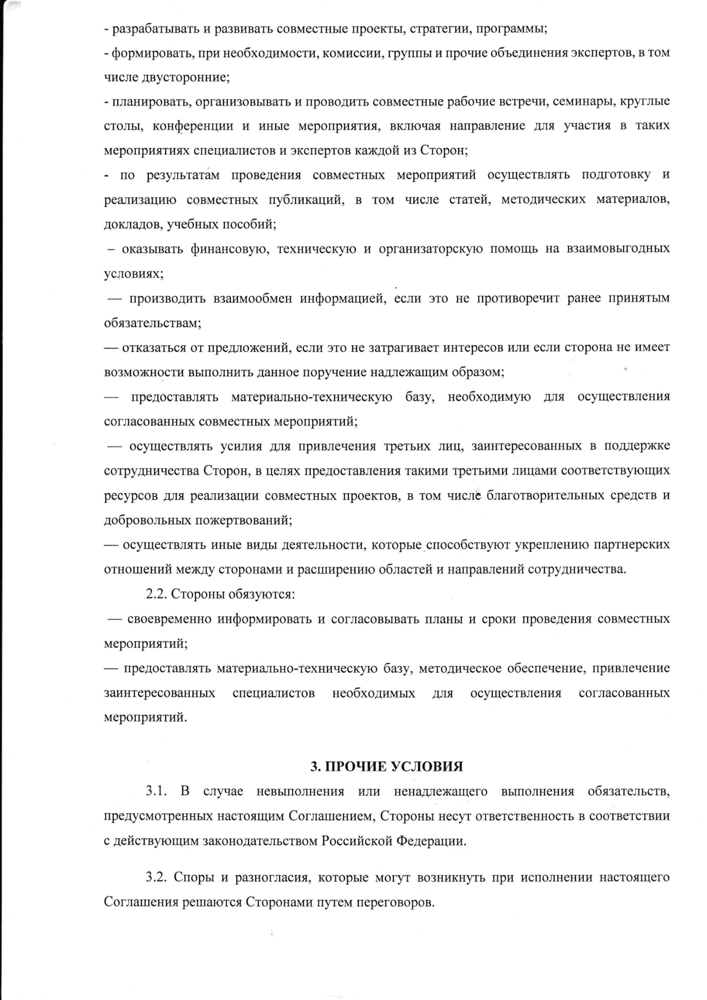 - разрабатывать и развивать совместные проекты, стратегии, программы;
- формировать, при необходимости, комиссии, группы и прочие объединения экспертов, в том
числе двусторонние;
- планировать, организовывать и проводить совместные рабочие встречи, семинары, круглые
столы, конференции и иные мероприятия, включая направление для участия в таких
мероприятиях специалистов и экспертов каждой из Сторон;
- по результатам проведения совместных мероприятий осуществлять подготовку и
реализацию совместных публикаций, в том числе статей, методических материалов,
докладов, учебных пособий;
– оказывать финансовую, техническую и организаторскую помощь на взаимовыгодных
условиях;
— производить взаимообмен информацией, если это не противоречит ранее принятым
обязательствам;
— отказаться от предложений, если это не затрагивает интересов или если сторона не имеет
возможности выполнить данное поручение надлежащим образом;
— предоставлять материально-техническую базу, необходимую для осуществления
согласованных совместных мероприятий;
— осуществлять усилия для привлечения третьих лиц, заинтересованных в поддержке
сотрудничества Сторон, в целях предоставления такими третьими лицами соответствующих
ресурсов для реализации совместных проектов, в том числе благотворительных средств и
добровольных пожертвований;
— осуществлять иные виды деятельности, которые способствуют укреплению партнерских
отношений между сторонами и расширению областей и направлений сотрудничества.
2.2. Стороны обязуются:
— своевременно информировать и согласовывать планы и сроки проведения совместных
мероприятий;
— предоставлять материально-техническую базу, методическое обеспечение, привлечение
заинтересованных специалистов необходимых для осуществления согласованных
мероприятий.
3. ПРОЧИЕ УСЛОВИЯ
3.1. В случае невыполнения или ненадлежащего выполнения обязательств,
предусмотренных настоящим Соглашением, Стороны несут ответственность в соответствии
с действующим законодательством Российской Федерации.
3.2. Споры и разногласия, которые могут возникнуть при исполнении настоящего
Соглашения решаются Сторонами путем переговоров.